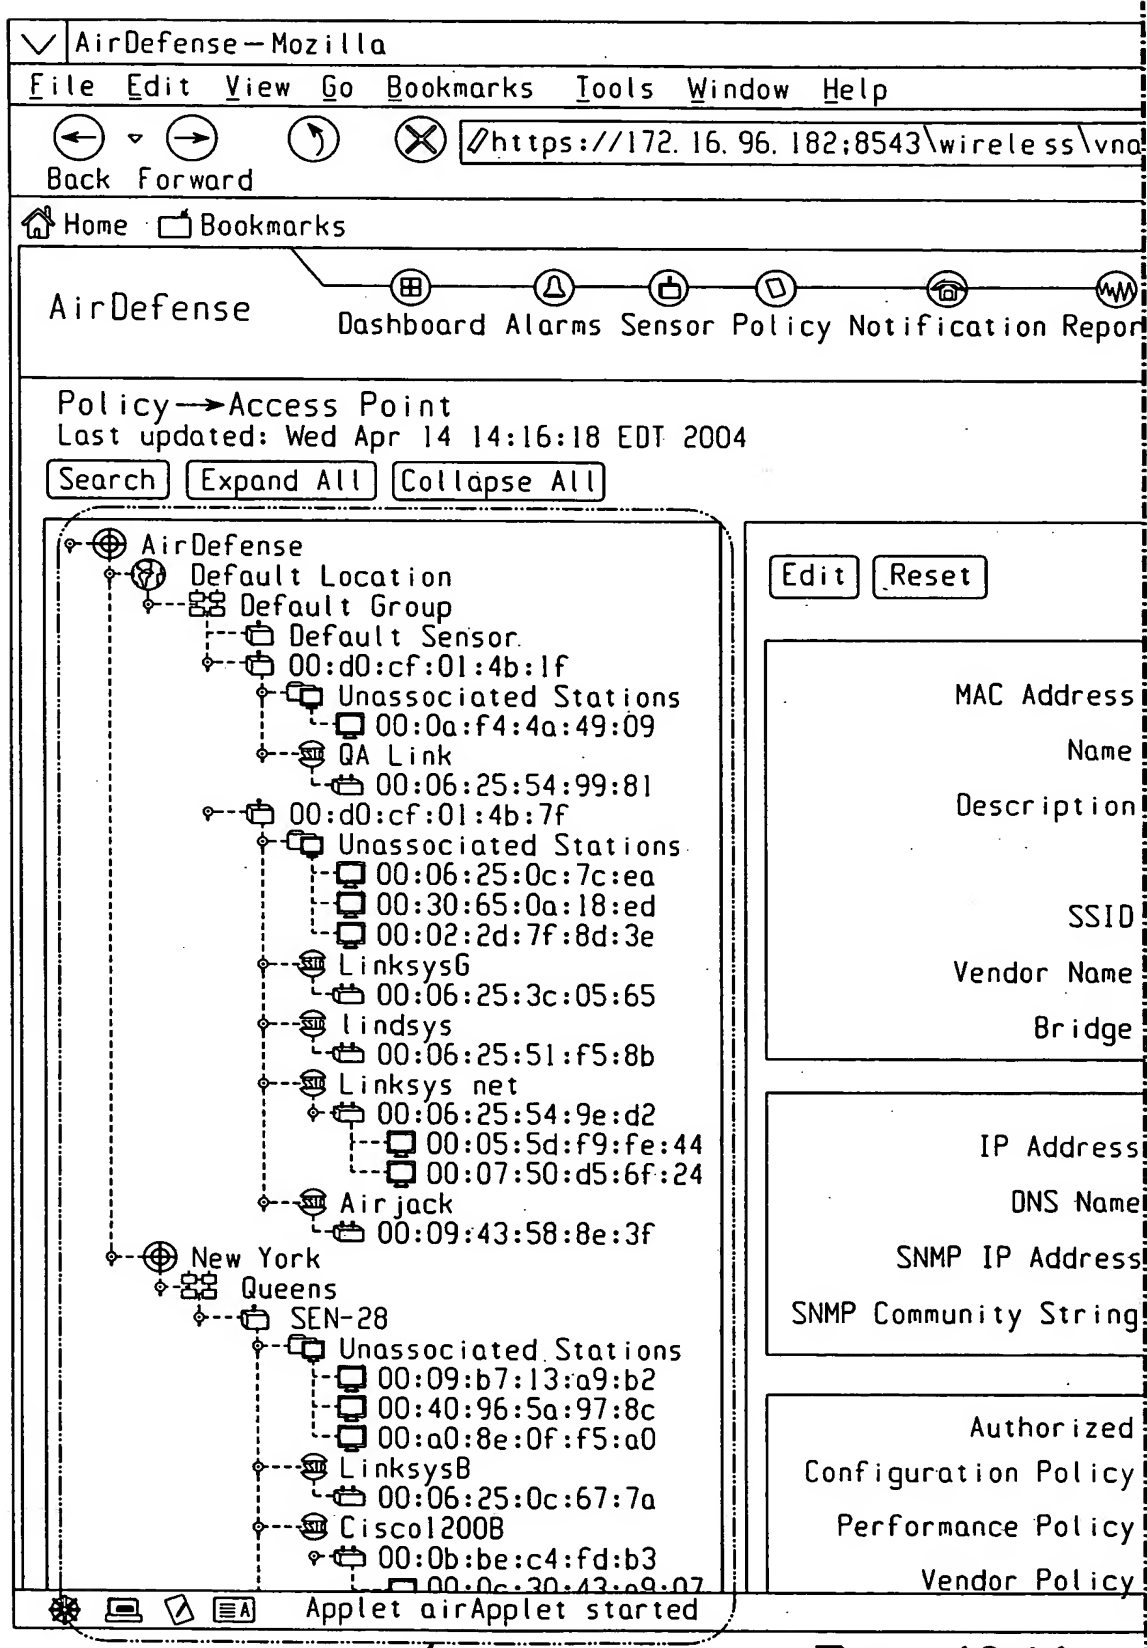 AirDefense—Mozilla
File Edit View Go Bookmarks Tools Window Help
https://172.16.96.182:8543\wireless\vna
Back Forward
Home Bookmarks
AirDefense
Dashboard Alarms Sensor Policy Notification Repor
Policy→Access Point
Last updated: Wed Apr 14 14:16:18 EDT 2004
Search Expand All Collapse All
AirDefense
Default Location
Default Group
Default Sensor
00:d0:cf:01:4b:1f
Unassociated Stations
00:0a:f4:4a:49:09
QA Link
00:06:25:54:99:81
00:d0:cf:01:4b:7f
Unassociated Stations
00:06:25:0c:7c:ea
00:30:65:0a:18:ed
00:02:2d:7f:8d:3e
LinksysG
00:06:25:3c:05:65
lindsys
00:06:25:51:f5:8b
Linksys net
00:06:25:54:9e:d2
00:05:5d:f9:fe:44
00:07:50:d5:6f:24
Airjack
00:09:43:58:8e:3f
New York
Queens
SEN-28
Unassociated Stations
00:09:b7:13:a9:b2
00:40:96:5a:97:8c
00:a0:8e:0f:f5:a0
LinksysB
00:06:25:0c:67:7a
Cisco1200B
00:0b:be:c4:fd:b3
00:0c:30:43:a9:07
Edit Reset
MAC Address
Name
Description
SSID
Vendor Name
Bridge
IP Address
DNS Name
SNMP IP Address
SNMP Community String
Authorized
Configuration Policy
Performance Policy
Vendor Policy
Applet airApplet started